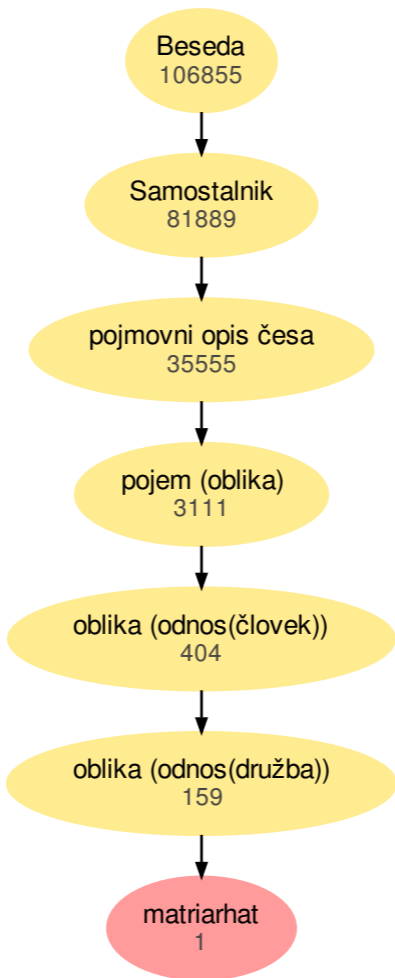 Beseda
106855
Samostalnik
81889
pojmovni opis česa
35555
pojem (oblika)
3111
oblika (odnos(človek))
404
oblika (odnos(družba))
159
matriarhat
1